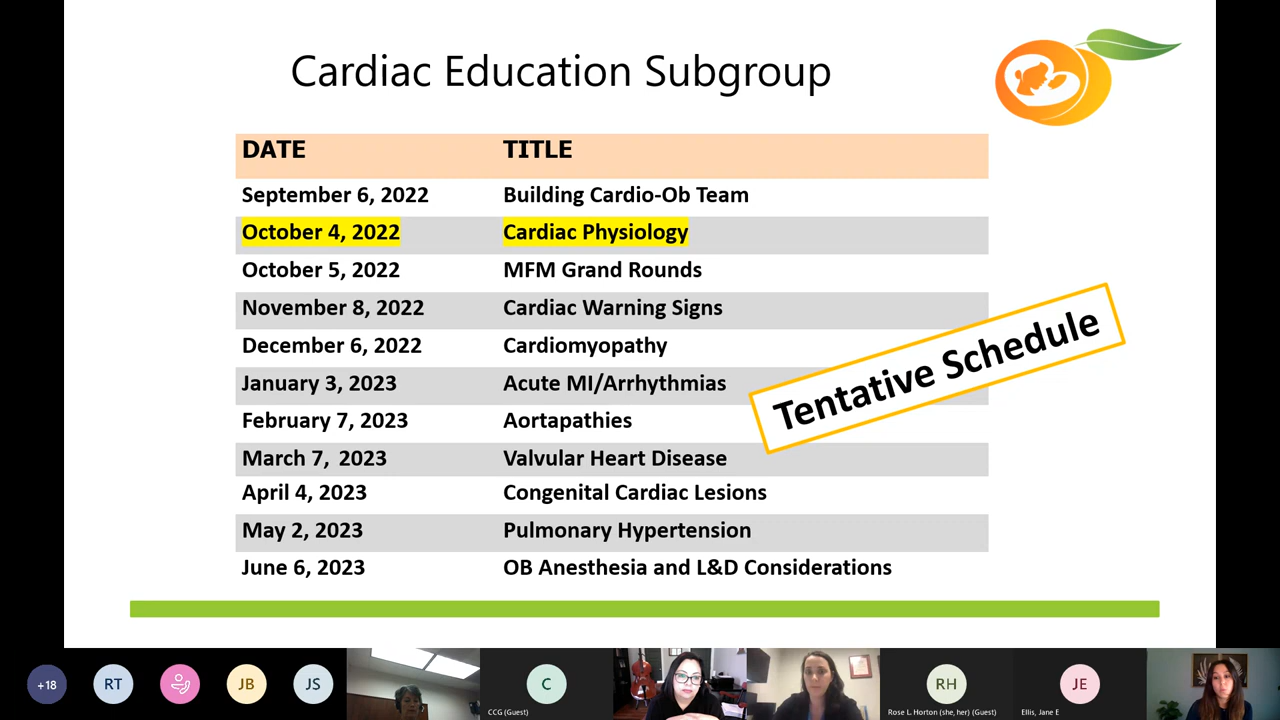 Cardiac Education Subgroup
DATE TITLE
September 6, 2022 Building Cardio-Ob Team
October 4, 2022 Cardiac Physiology
October 5, 2022 MFM Grand Rounds
November 8, 2022 Cardiac Warning Signs
December 6, 2022 Cardiomyopathy
January 3, 2023 Acute MI/Arrhythmias
February 7, 2023 Aortapathies
March 7, 2023 Valvular Heart Disease
April 4, 2023 Congenital Cardiac Lesions
May 2, 2023 Pulmonary Hypertension
June 6, 2023 OB Anesthesia and L&D Considerations
Tentative Schedule
+18 RT JB JS C RH JE
CCG (Guest) Rose L. Horton (she, her) (Guest) Ellis, Jane E